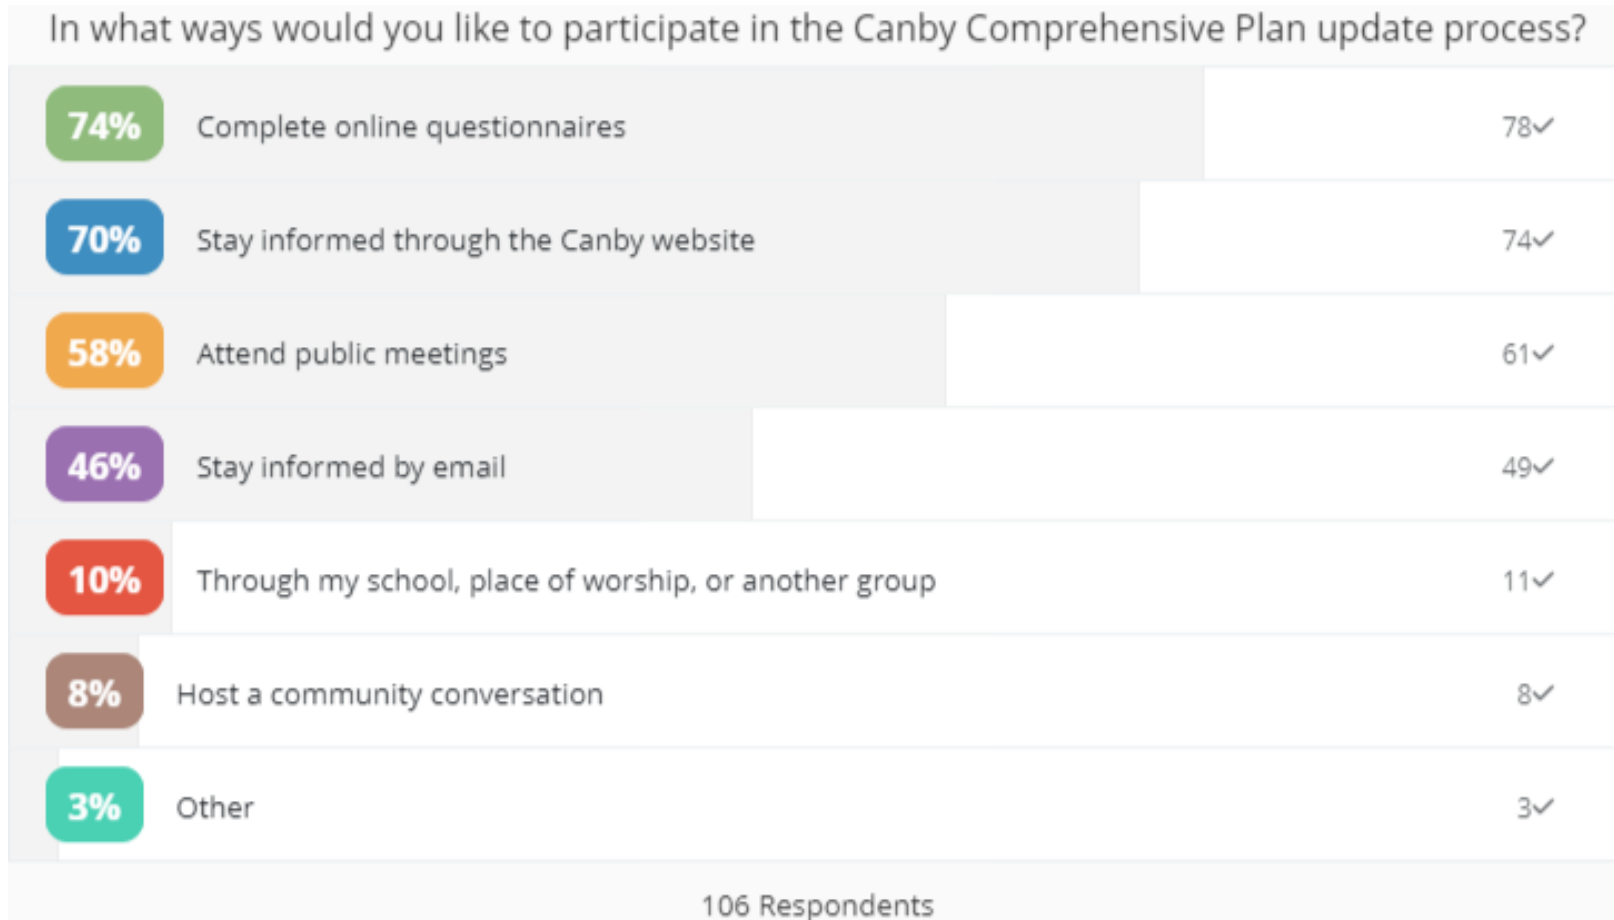 In what ways would you like to participate in the Canby Comprehensive Plan update process?
74% Complete online questionnaires 78✓
70% Stay informed through the Canby website 74✓
58% Attend public meetings 61✓
46% Stay informed by email 49✓
10% Through my school, place of worship, or another group 11✓
8% Host a community conversation 8✓
3% Other 3✓
106 Respondents